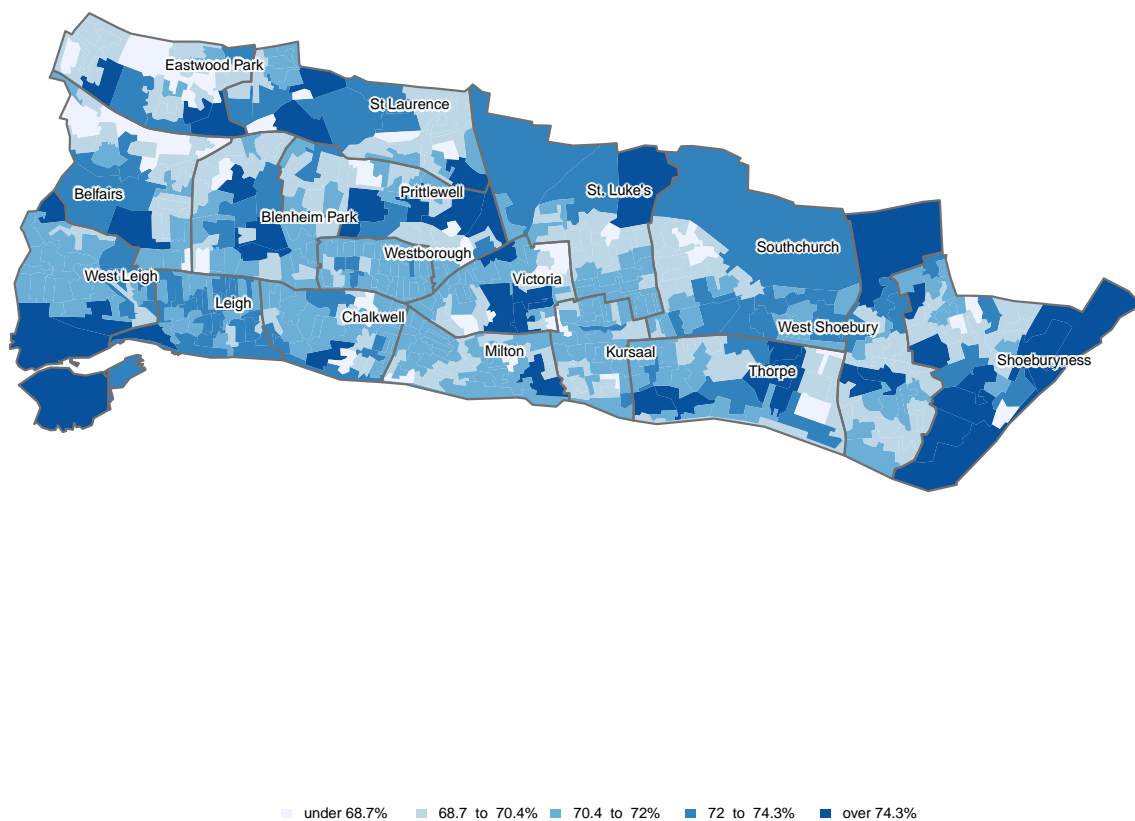 Eastwood Park
St Laurence
Belfairs
Prittlewell
St. Luke's
Blenheim Park
Westborough
Southchurch
West Leigh
Victoria
Leigh
Chalkwell
West Shoebury
Milton
Kursaal
Shoeburyness
Thorpe
under 68.7%
68.7 to 70.4%
70.4 to 72%
72 to 74.3%
over 74.3%